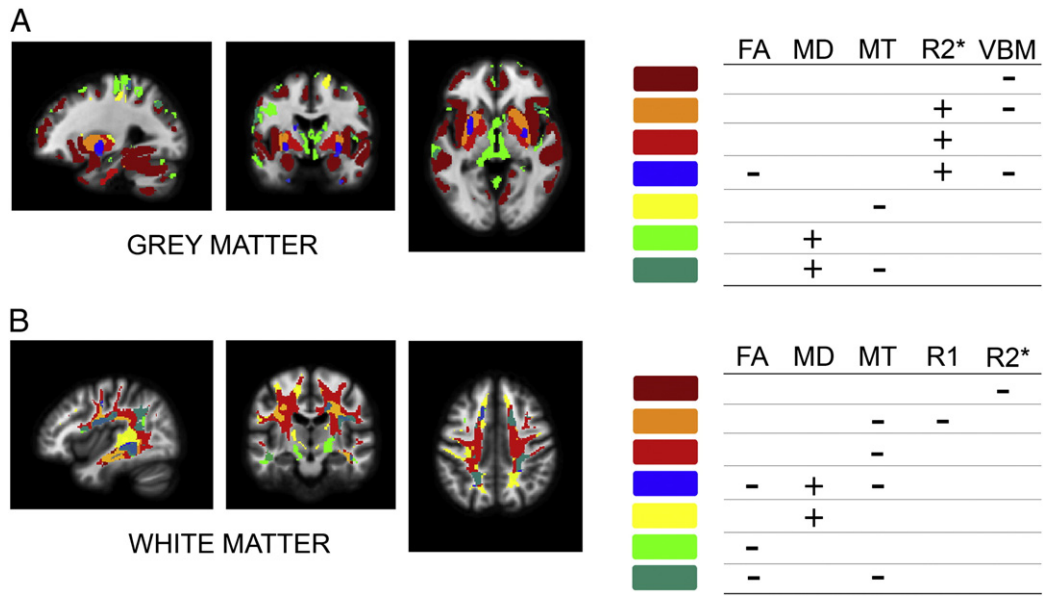 A
FA MD MT R2* VBM
-
+ -
+
- + -
-
+
+ -
GREY MATTER
B
FA MD MT R1 R2*
-
- -
-
- + -
+
-
- -
WHITE MATTER